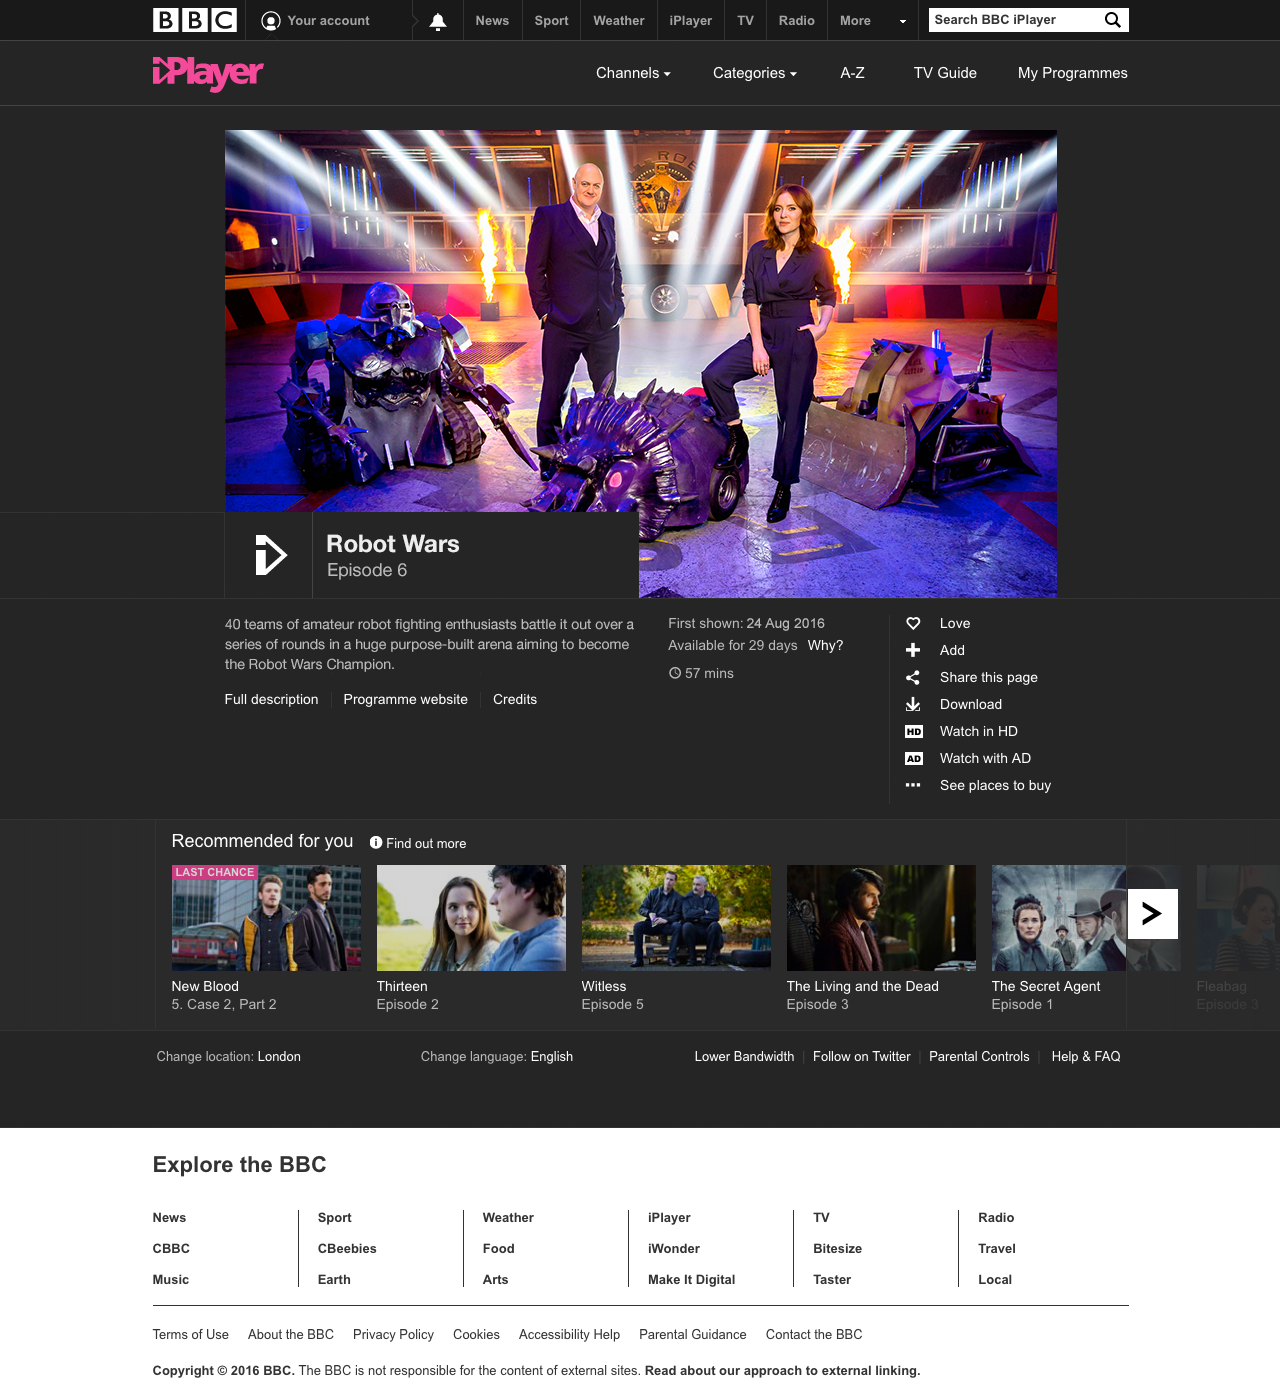 BBC Your account News Sport Weather iPlayer TV Radio More Search BBC iPlayer
iPlayer Channels Categories A-Z TV Guide My Programmes
Robot Wars
Episode 6
40 teams of amateur robot fighting enthusiasts battle it out over a
series of rounds in a huge purpose-built arena aiming to become
the Robot Wars Champion.
Full description Programme website Credits
First shown: 24 Aug 2016
Available for 29 days Why?
57 mins
Love
Add
Share this page
Download
HD Watch in HD
AD Watch with AD
See places to buy
Recommended for you Find out more
LAST CHANCE
New Blood
5. Case 2, Part 2
Thirteen
Episode 2
Witless
Episode 5
The Living and the Dead
Episode 3
The Secret Agent
Episode 1
Fleabag
Episode 3
Change location: London Change language: English Lower Bandwidth Follow on Twitter Parental Controls Help & FAQ
Explore the BBC
News Sport Weather iPlayer TV Radio
CBBC CBeebies Food iWonder Bitesize Travel
Music Earth Arts Make It Digital Taster Local
Terms of Use About the BBC Privacy Policy Cookies Accessibility Help Parental Guidance Contact the BBC
Copyright © 2016 BBC. The BBC is not responsible for the content of external sites. Read about our approach to external linking.